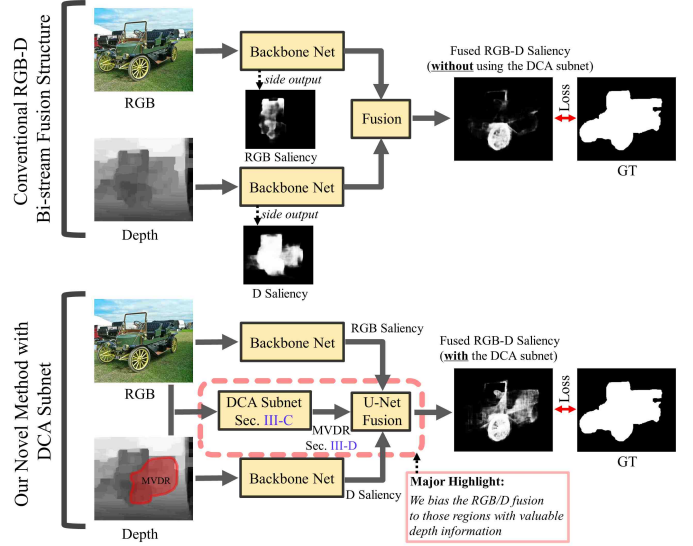 Conventional RGB-D
Bi-stream Fusion Structure
RGB
Depth
Backbone Net
side output
RGB Saliency
Backbone Net
side output
D Saliency
Fusion
Fused RGB-D Saliency
(without using the DCA subnet)
Loss
GT
Our Novel Method with
DCA Subnet
RGB
MVDR
Depth
Backbone Net
RGB Saliency
DCA Subnet
Sec. III-C
MVDR
Sec. III-D
U-Net
Fusion
Backbone Net
D Saliency
Fused RGB-D Saliency
(with the DCA subnet)
Loss
GT
Major Highlight:
We bias the RGB/D fusion
to those regions with valuable
depth information